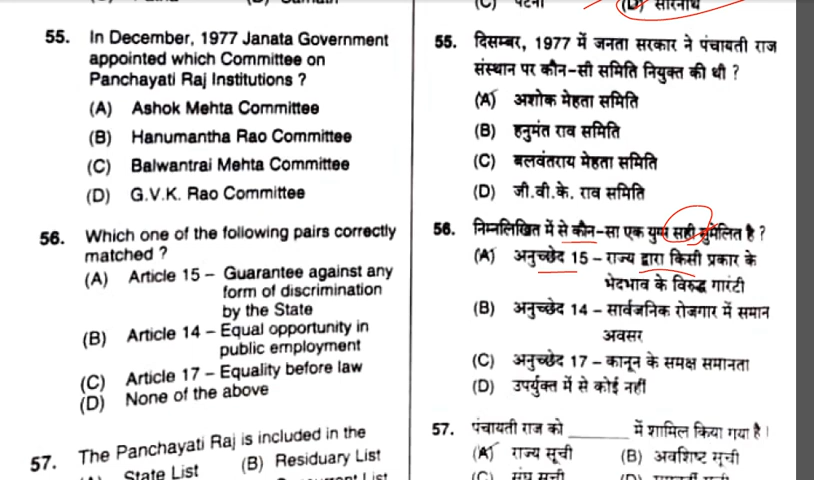 (C) पटना (D) सारनाथ
55. In December, 1977 Janata Government
appointed which Committee on
Panchayati Raj Institutions ?
(A) Ashok Mehta Committee
(B) Hanumantha Rao Committee
(C) Balwantrai Mehta Committee
(D) G.V.K. Rao Committee
56. Which one of the following pairs correctly
matched ?
(A) Article 15 – Guarantee against any
form of discrimination
by the State
(B) Article 14 – Equal opportunity in
public employment
(C) Article 17 – Equality before law
(D) None of the above
57. The Panchayati Raj is included in the
State List (B) Residuary List
55. दिसम्बर, 1977 में जनता सरकार ने पंचायती राज
संस्थान पर कौन-सी समिति नियुक्त की थी ?
(A) अशोक मेहता समिति
(B) हनुमंत राव समिति
(C) बलवंतराय मेहता समिति
(D) जी.वी.के. राव समिति
56. निम्नलिखित में से कौन-सा एक युग्म सही सुमेलित है ?
(A) अनुच्छेद 15 – राज्य द्वारा किसी प्रकार के
भेदभाव के विरुद्ध गारंटी
(B) अनुच्छेद 14 – सार्वजनिक रोजगार में समान
अवसर
(C) अनुच्छेद 17 – कानून के समक्ष समानता
(D) उपर्युक्त में से कोई नहीं
57. पंचायती राज को ________ में शामिल किया गया है।
(A) राज्य सूची (B) अवशिष्ट सूची
(C) संघ सूची